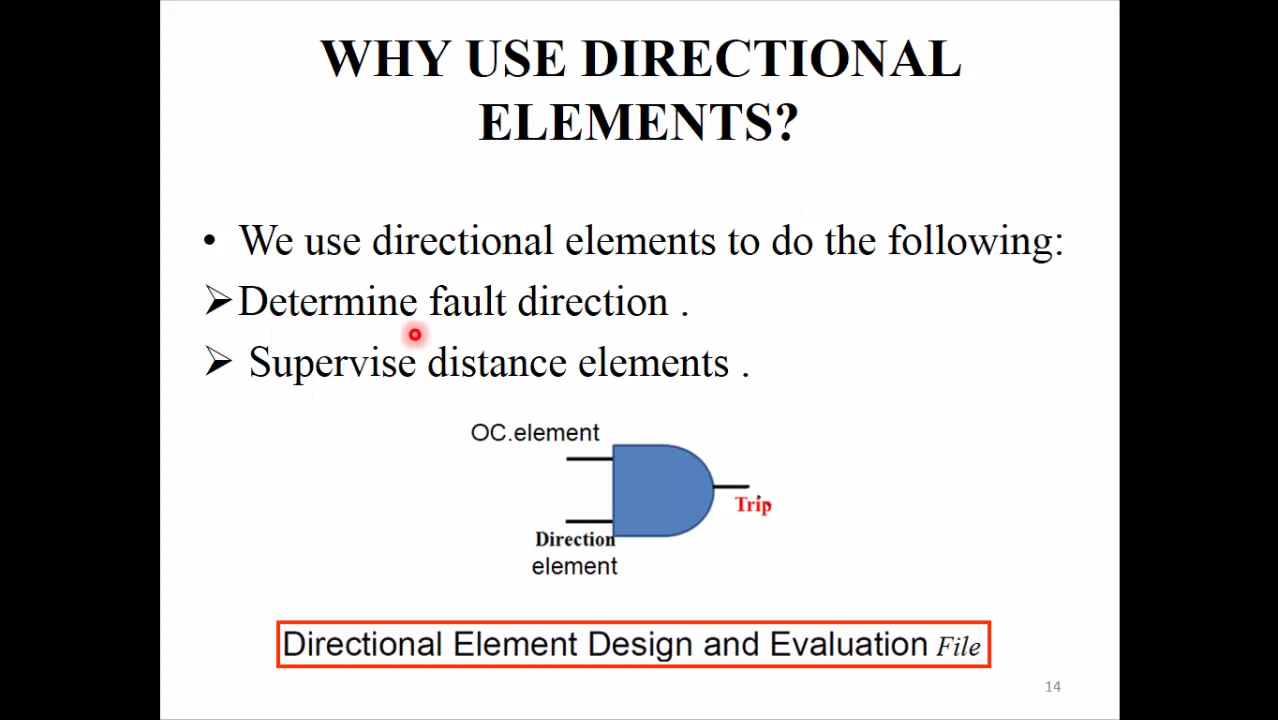 WHY USE DIRECTIONAL
ELEMENTS?
• We use directional elements to do the following:
➢Determine fault direction .
➢ Supervise distance elements .
OC.element
Trip
Direction
element
Directional Element Design and Evaluation File
14